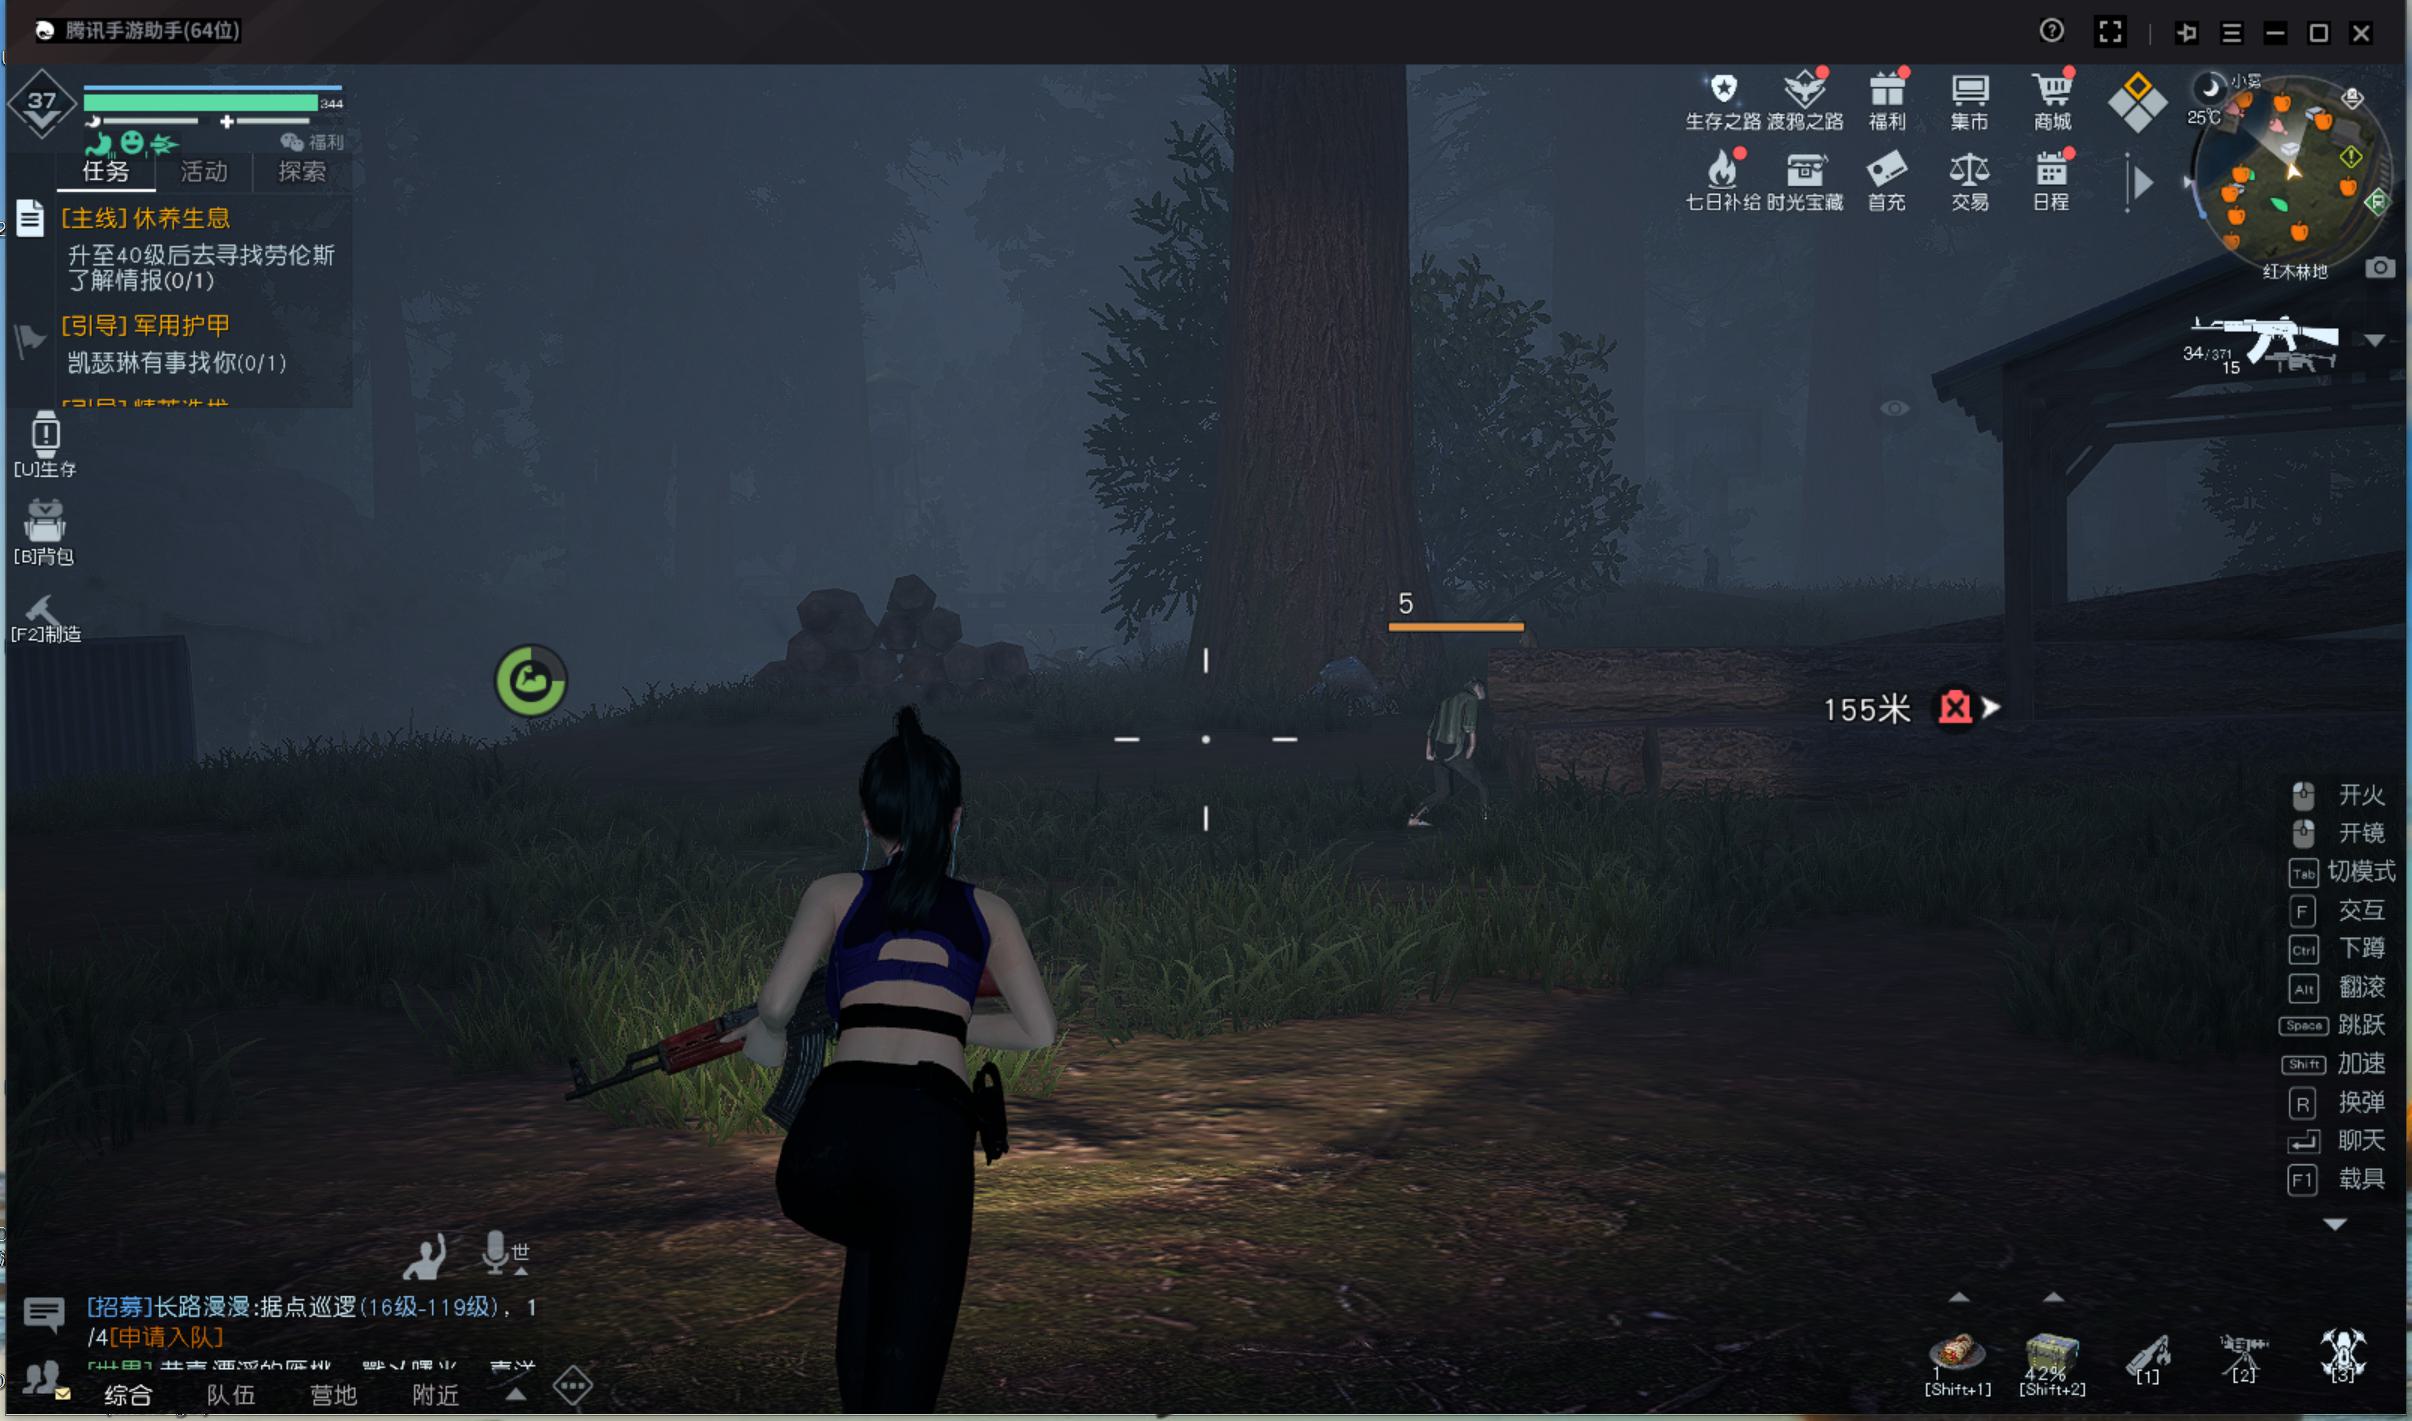 腾讯手游助手(64位)
37
344
福利
任务 活动 探索
[主线] 休养生息
升至40级后去寻找劳伦斯
了解情报(0/1)
[引导] 军用护甲
凯瑟琳有事找你(0/1)
[U]生存
[B]背包
[F2]制造
生存之路 渡鸦之路 福利 集市 商城
七日补给 时光宝藏 首充 交易 日程
小雾
25℃
红木林地
34/371
15
5
155米
开火
开镜
Tab 切模式
F 交互
Ctrl 下蹲
Alt 翻滚
Space 跳跃
Shift 加速
R 换弹
聊天
F1 载具
世
[招募]长路漫漫:据点巡逻(16级-119级)，1
/4[申请入队]
综合 队伍 营地 附近
1
[Shift+1]
42%
[Shift+2]
[1]
[2]
[3]